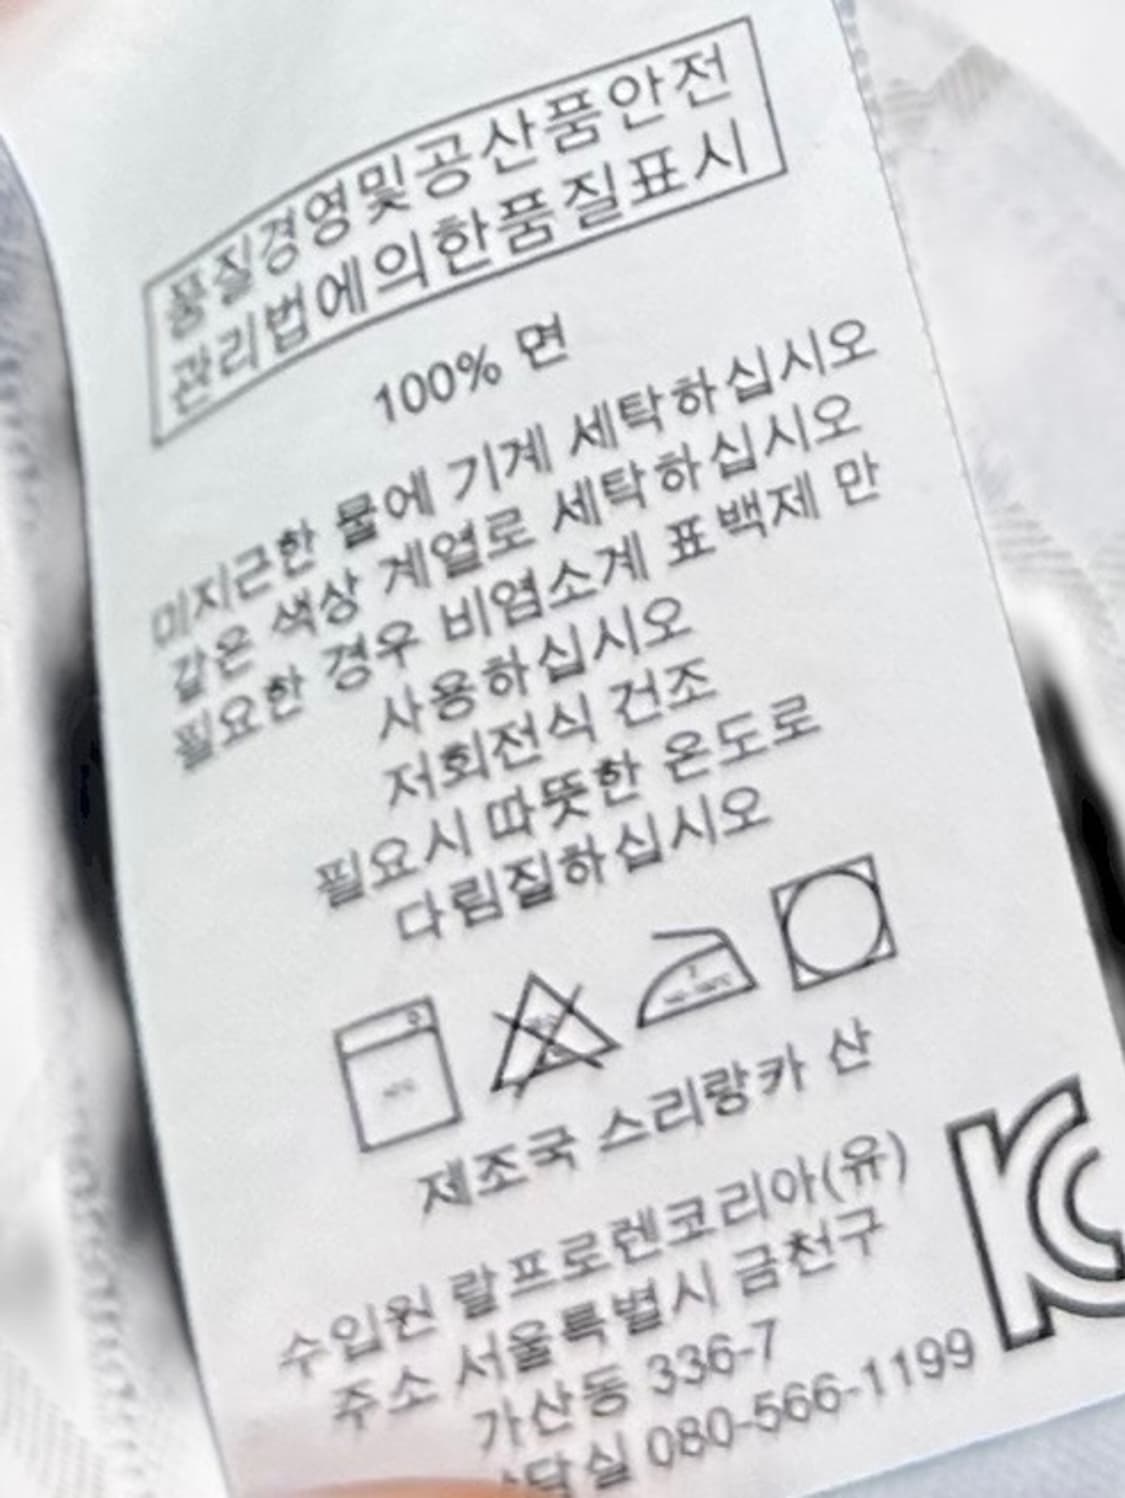 품질경영및공산품안전
관리법에의한품질표시
100% 면
미지근한 물에 기계 세탁하십시오
같은 색상 계열로 세탁하십시오
필요한 경우 비염소계 표백제 만
사용하십시오
저회전식 건조
필요시 따뜻한 온도로
다림질하십시오
제조국 스리랑카 산
수입원 랄프로렌코리아(유)
주소 서울특별시 금천구
가산동 336-7
담실 080-566-1199
KC